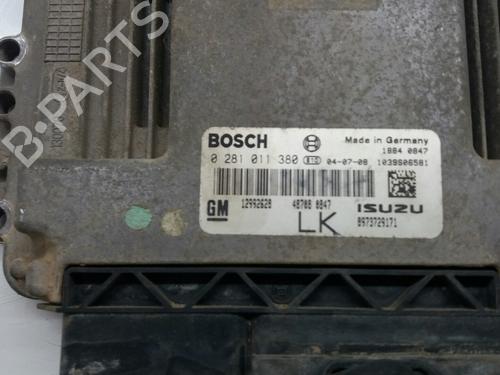 B-PARTS
BOSCH
Made in Germany
1884 0847
0 281 011 380
04-07-08
1039S06581
GM
12992628
48708 0847
ISUZU
LK
8973729171